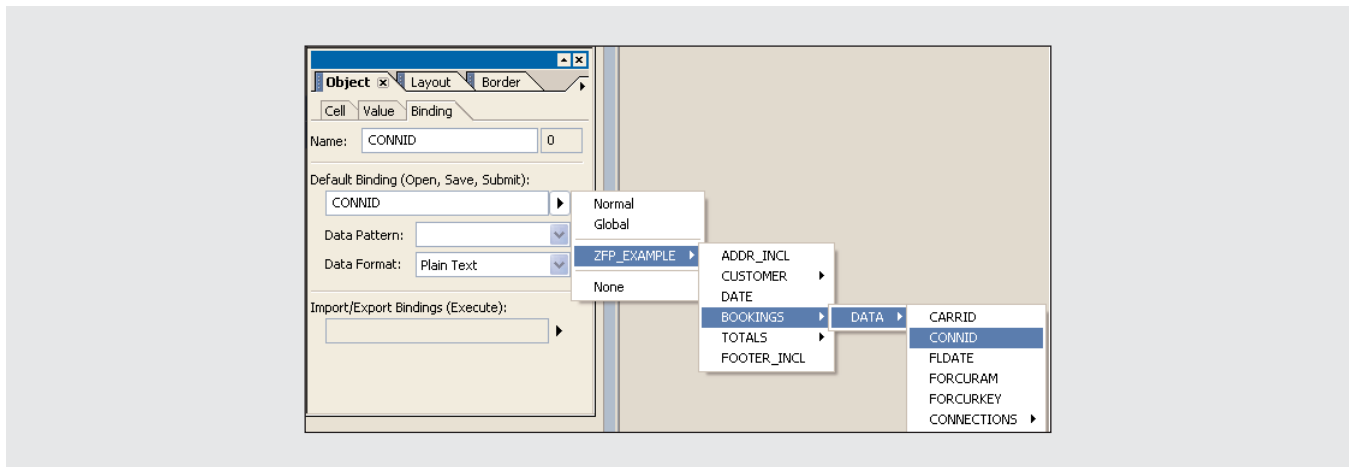 Object Layout Border
Cell Value Binding
Name: CONNID 0
Default Binding (Open, Save, Submit):
CONNID
Data Pattern:
Data Format: Plain Text
Import/Export Bindings (Execute):
Normal
Global
ZFP_EXAMPLE
None
ADDR_INCL
CUSTOMER
DATE
BOOKINGS
TOTALS
FOOTER_INCL
DATA
CARRID
CONNID
FLDATE
FORCURAM
FORCURKEY
CONNECTIONS